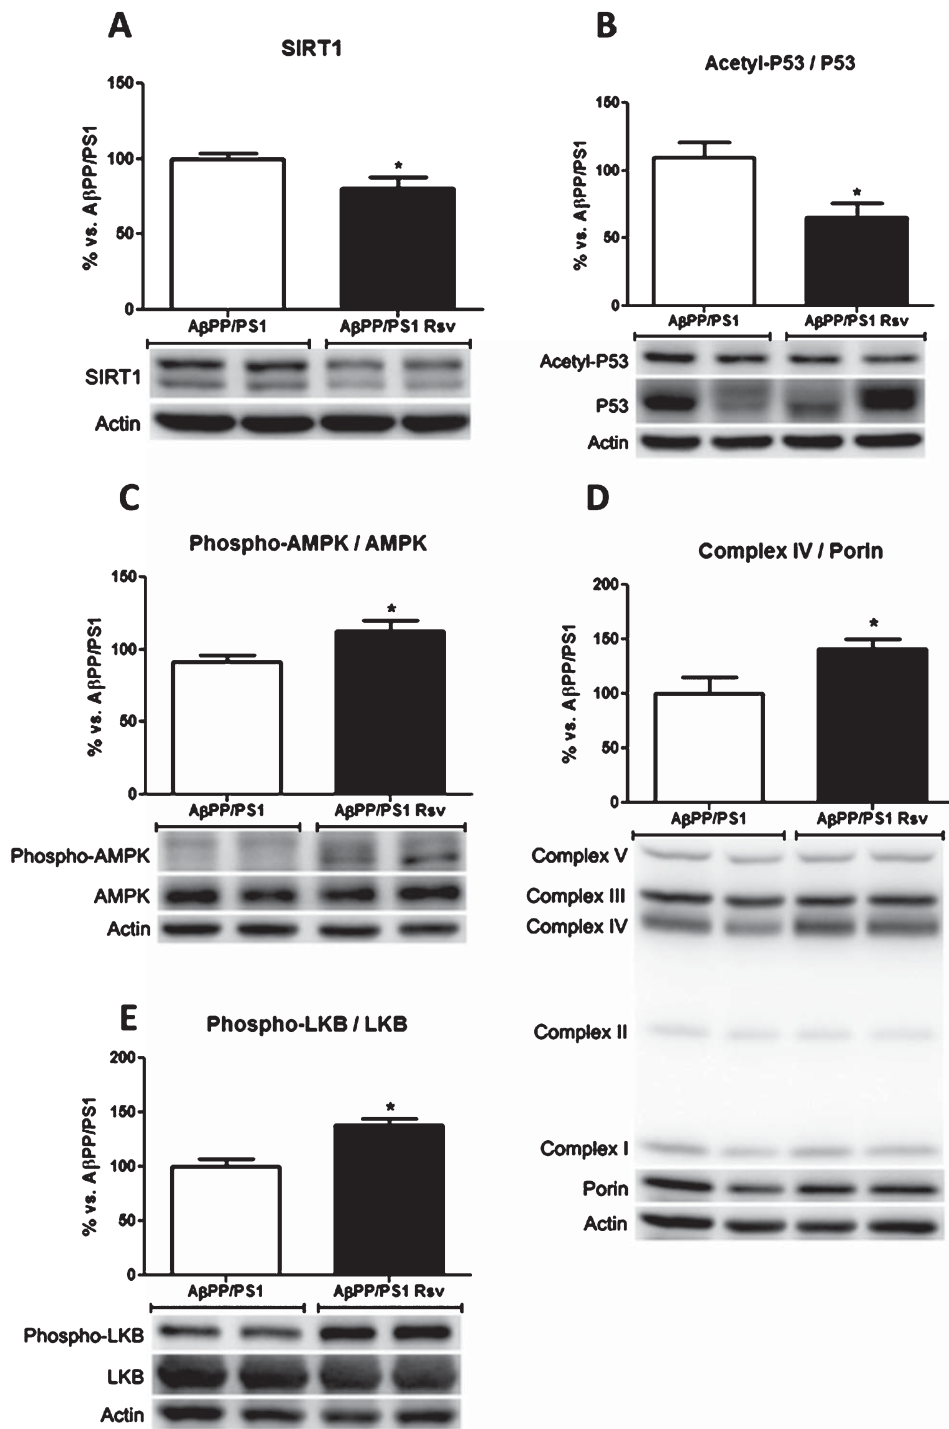 A
SIRT1
% vs. AβPP/PS1
150
100
50
0
*
AβPP/PS1
AβPP/PS1 Rsv
SIRT1
Actin
B
Acetyl-P53 / P53
% vs. AβPP/PS1
150
100
50
0
*
AβPP/PS1
AβPP/PS1 Rsv
Acetyl-P53
P53
Actin
C
Phospho-AMPK / AMPK
% vs. AβPP/PS1
150
100
50
0
*
AβPP/PS1
AβPP/PS1 Rsv
Phospho-AMPK
AMPK
Actin
D
Complex IV / Porin
% vs. AβPP/PS1
200
150
100
50
0
*
AβPP/PS1
AβPP/PS1 Rsv
Complex V
Complex III
Complex IV
Complex II
Complex I
Porin
Actin
E
Phospho-LKB / LKB
% vs. AβPP/PS1
200
150
100
50
0
*
AβPP/PS1
AβPP/PS1 Rsv
Phospho-LKB
LKB
Actin